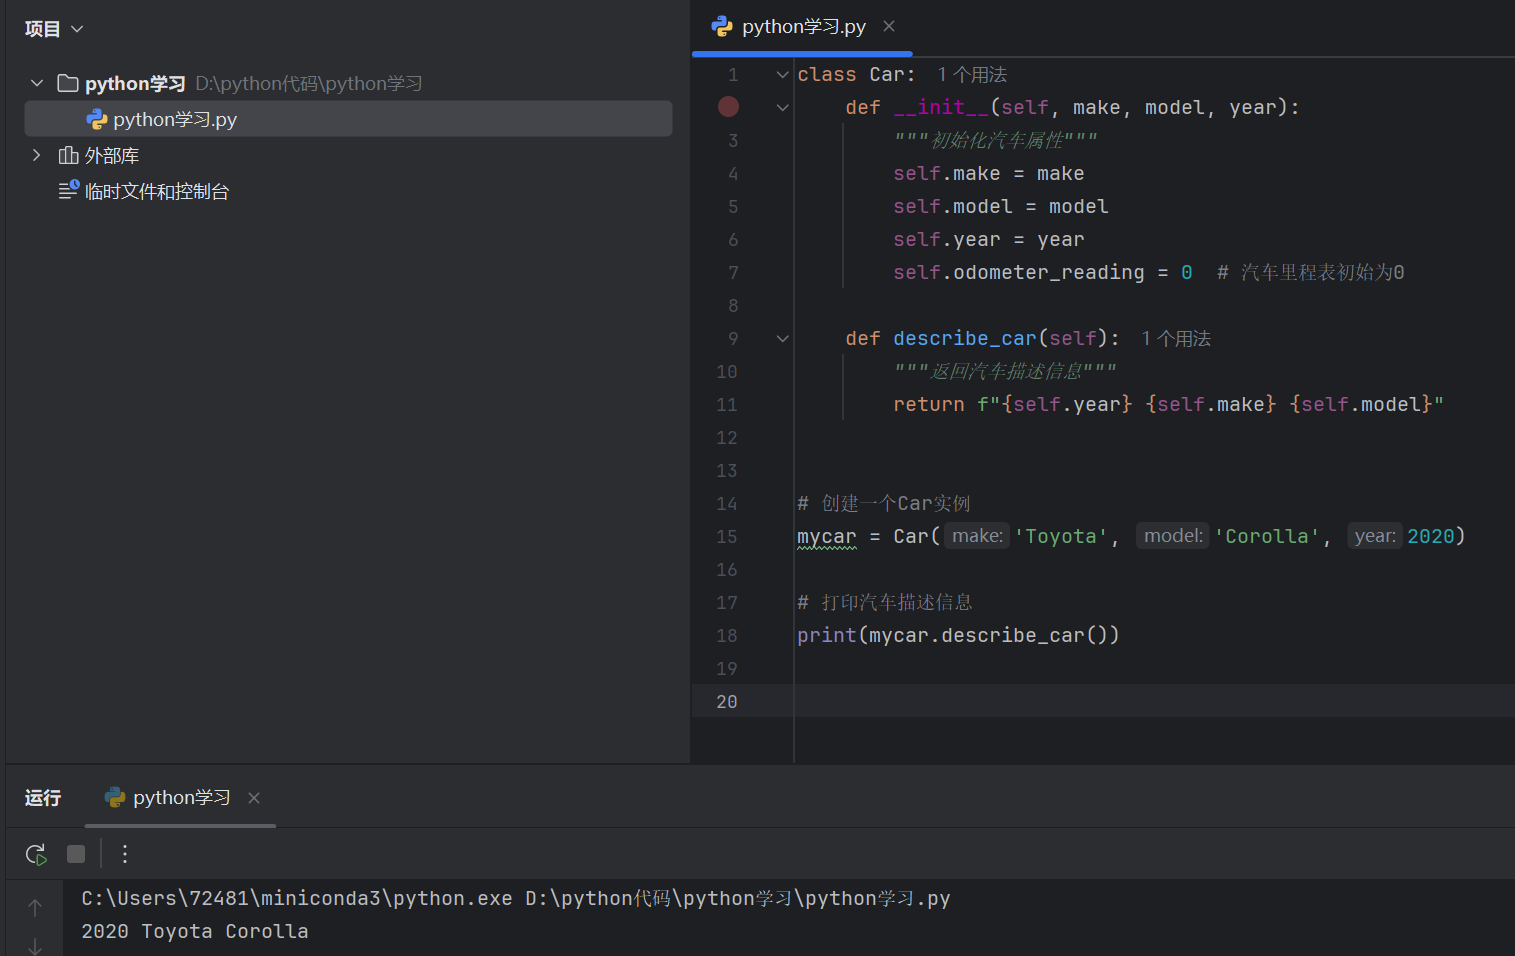 项目
python学习 D:\python代码\python学习
python学习.py
外部库
临时文件和控制台
python学习.py
1 class Car: 1 个用法
def __init__(self, make, model, year):
3 """初始化汽车属性"""
4 self.make = make
5 self.model = model
6 self.year = year
7 self.odometer_reading = 0 # 汽车里程表初始为0
8
9 def describe_car(self): 1 个用法
10 """返回汽车描述信息"""
11 return f"{self.year} {self.make} {self.model}"
12
13
14 # 创建一个Car实例
15 mycar = Car( make: 'Toyota', model: 'Corolla', year: 2020)
16
17 # 打印汽车描述信息
18 print(mycar.describe_car())
19
20
运行 python学习
C:\Users\72481\miniconda3\python.exe D:\python代码\python学习\python学习.py
2020 Toyota Corolla